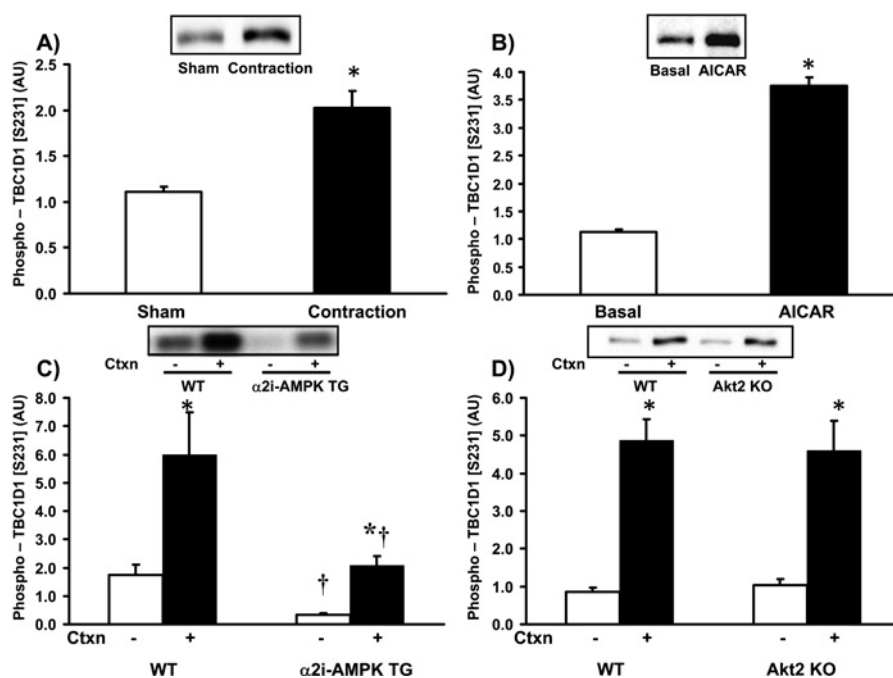 A)
Sham Contraction
Phospho – TBC1D1 [S231] (AU)
2.5
2.0
1.5
1.0
0.5
0.0
*
Sham Contraction
B)
Basal AICAR
Phospho – TBC1D1 [S231] (AU)
4.0
3.5
3.0
2.5
2.0
1.5
1.0
0.5
0.0
*
Basal AICAR
C)
Ctxn - + - +
WT α2i-AMPK TG
Phospho – TBC1D1 [S231] (AU)
8.0
7.0
6.0
5.0
4.0
3.0
2.0
1.0
0.0
*
†
*†
Ctxn - + - +
WT α2i-AMPK TG
D)
Ctxn - + - +
WT Akt2 KO
Phospho – TBC1D1 [S231] (AU)
6.0
5.0
4.0
3.0
2.0
1.0
0.0
* *
Ctxn - + - +
WT Akt2 KO